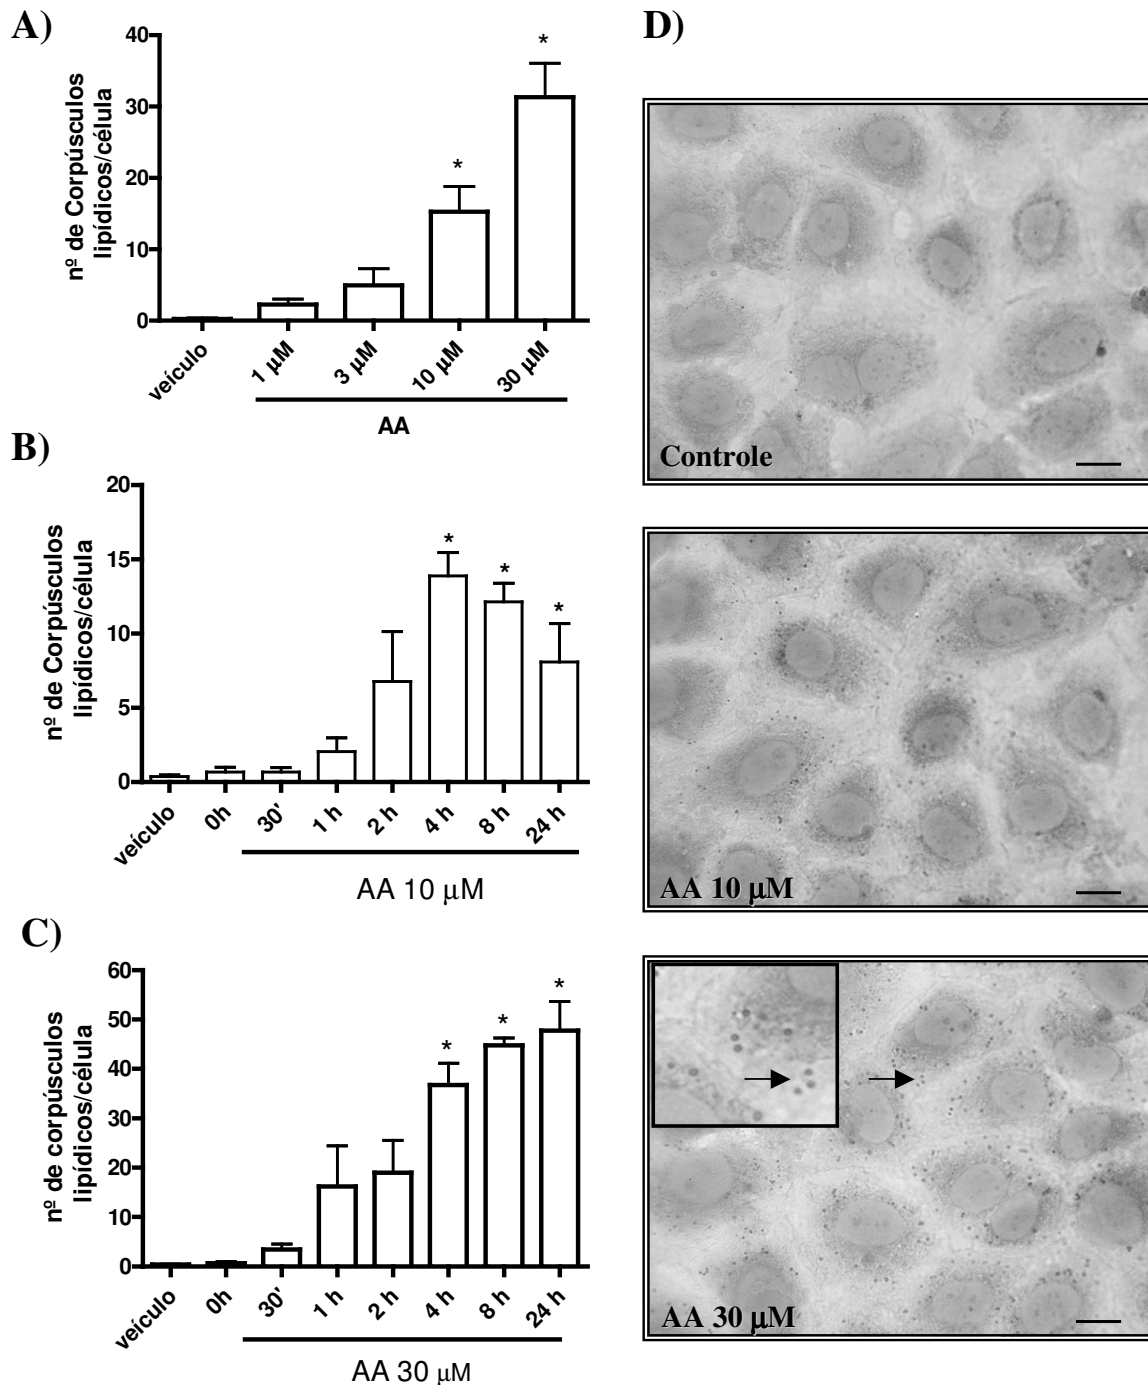 A)
nº de Corpúsculos
lipídicos/célula
40
30
20
10
0
*
*
veículo
1 µM
3 µM
10 µM
30 µM
AA
B)
nº de Corpúsculos
lipídicos/célula
20
15
10
5
0
*
*
*
veículo
0h
30'
1 h
2 h
4 h
8 h
24 h
AA 10 µM
C)
nº de corpúsculos
lipídicos/célula
60
50
40
30
20
10
0
*
*
*
veículo
0h
30'
1 h
2 h
4 h
8 h
24 h
AA 30 µM
D)
Controle
AA 10 µM
AA 30 µM